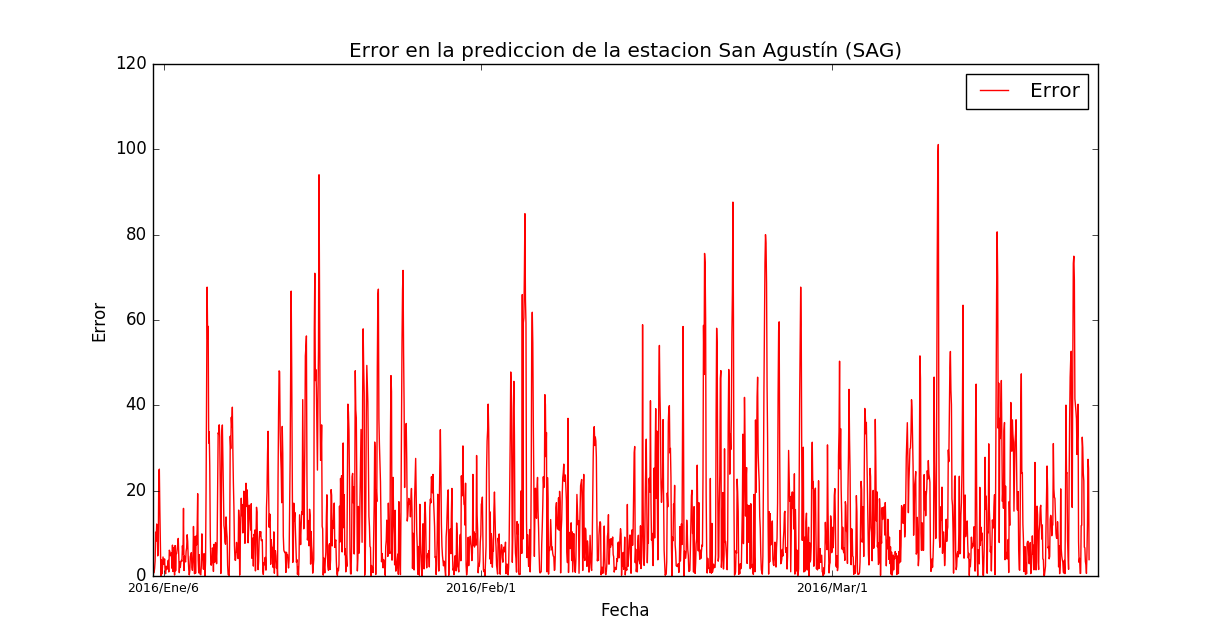 Error en la prediccion de la estacion San Agustín (SAG)
Error
120
100
80
60
40
20
0
Error
2016/Ene/6
2016/Feb/1
2016/Mar/1
Fecha